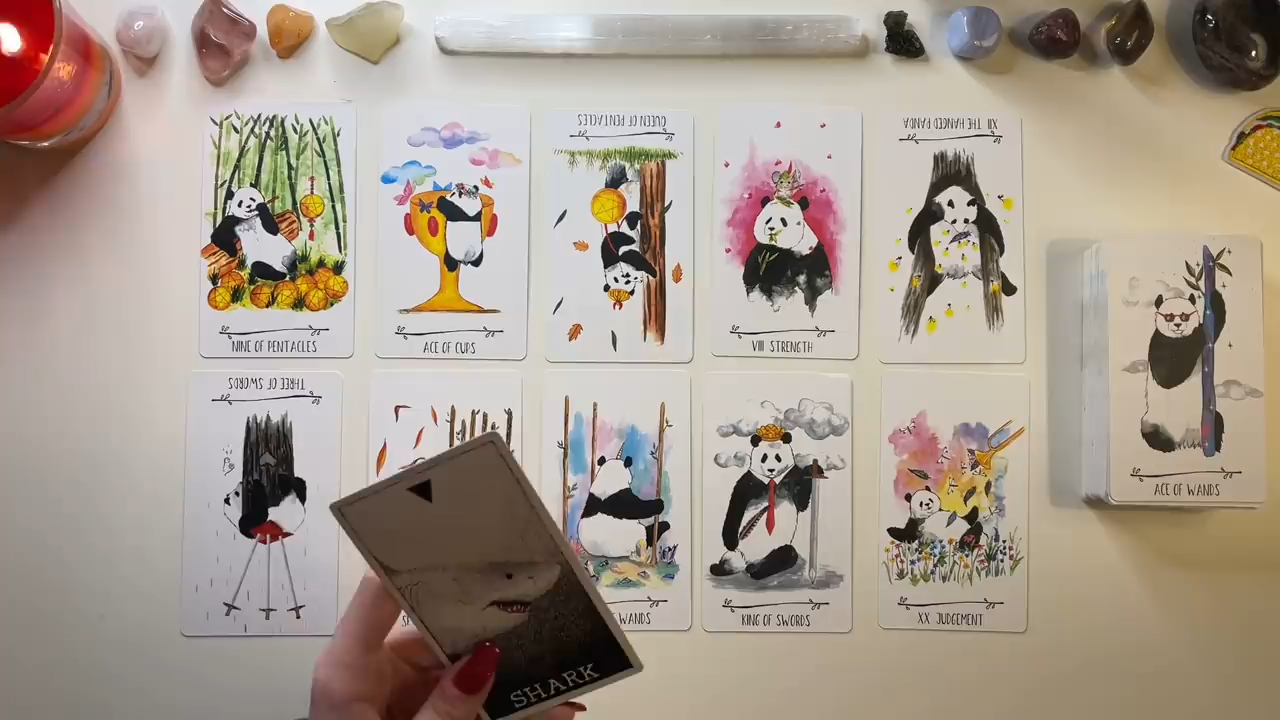 NINE OF PENTACLES
ACE OF CUPS
QUEEN OF PENTACLES
VIII STRENGTH
XII THE HANGED PANDA
ACE OF WANDS
THREE OF SWORDS
WANDS
KING OF SWORDS
XX JUDGEMENT
SHARK